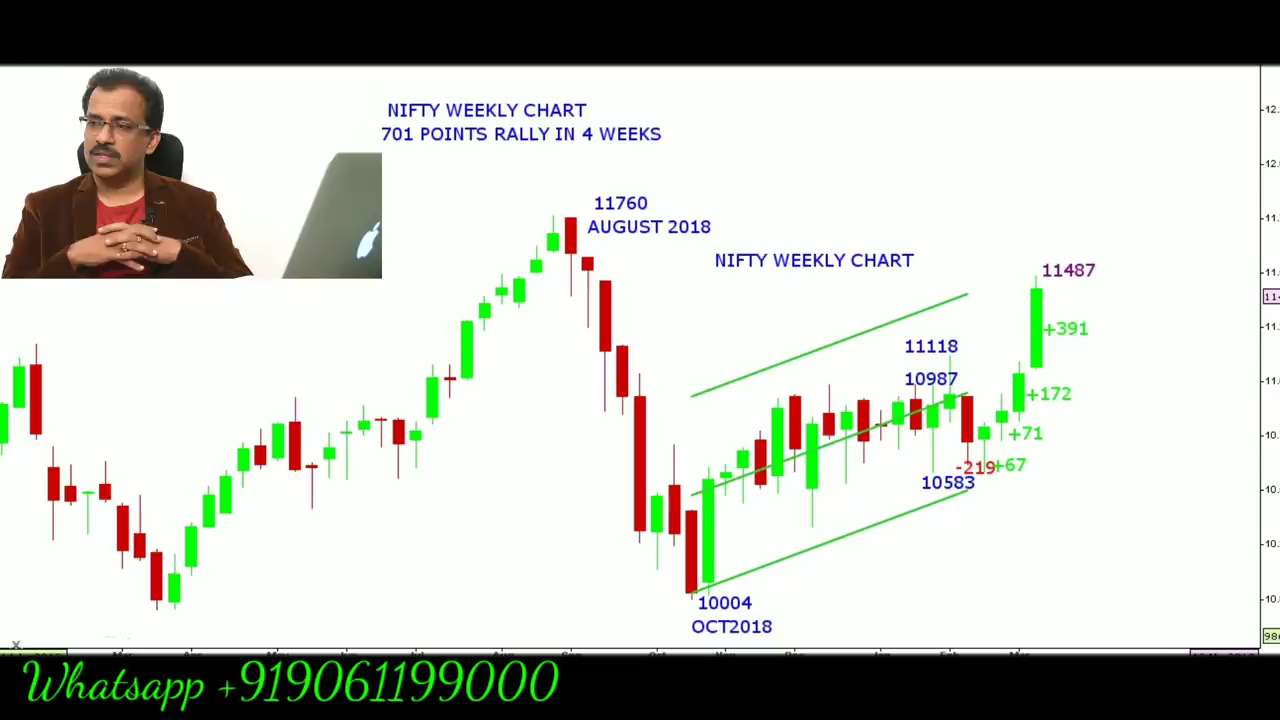 NIFTY WEEKLY CHART
701 POINTS RALLY IN 4 WEEKS
11760
AUGUST 2018
NIFTY WEEKLY CHART
11487
+391
11118
10987
+172
+71
-219
+67
10583
10004
OCT2018
Whatsapp +919061199000